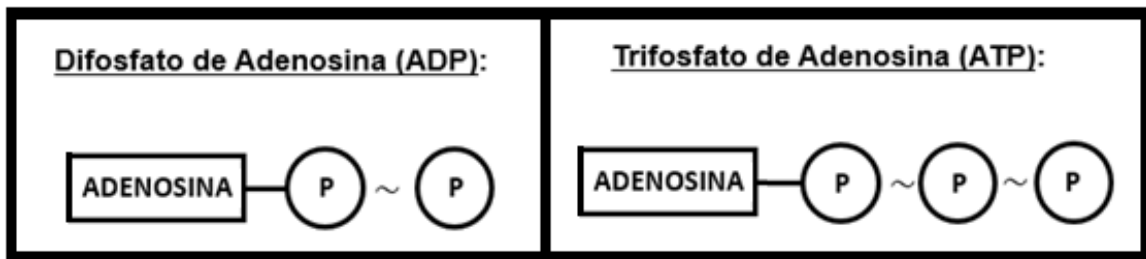 Difosfato de Adenosina (ADP):
ADENOSINA P ~ P
Trifosfato de Adenosina (ATP):
ADENOSINA P ~ P ~ P